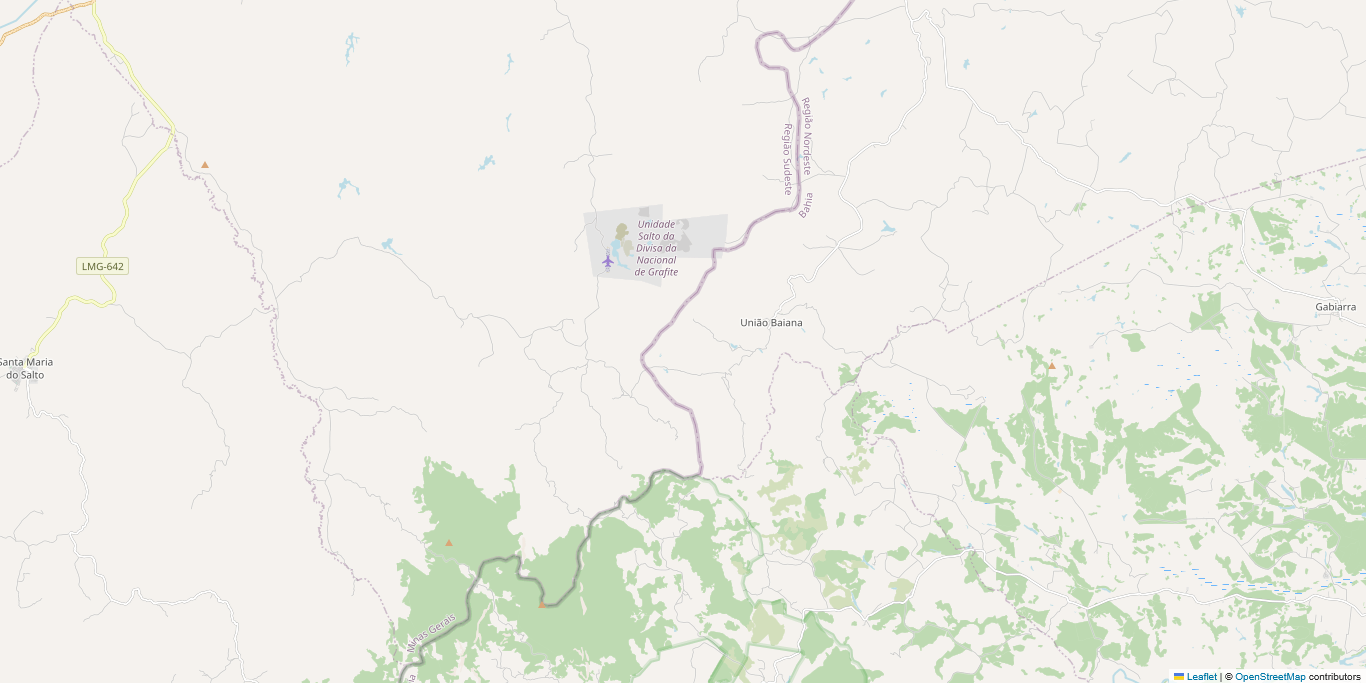 Região Nordeste
Região Sudeste
Bahia
Unidade
Salto da
Divisa da
Nacional
de Grafite
LMG-642
Gabiarra
União Baiana
Santa Maria
do Salto
Minas Gerais
Leaflet | © OpenStreetMap contributors